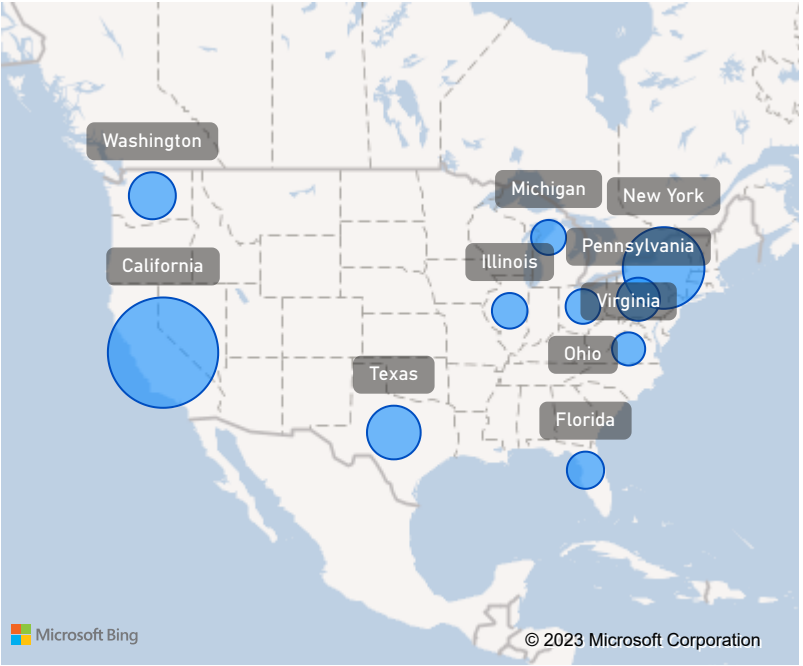 Washington
Michigan
New York
Pennsylvania
California
Illinois
Virginia
Ohio
Texas
Florida
Microsoft Bing
© 2023 Microsoft Corporation